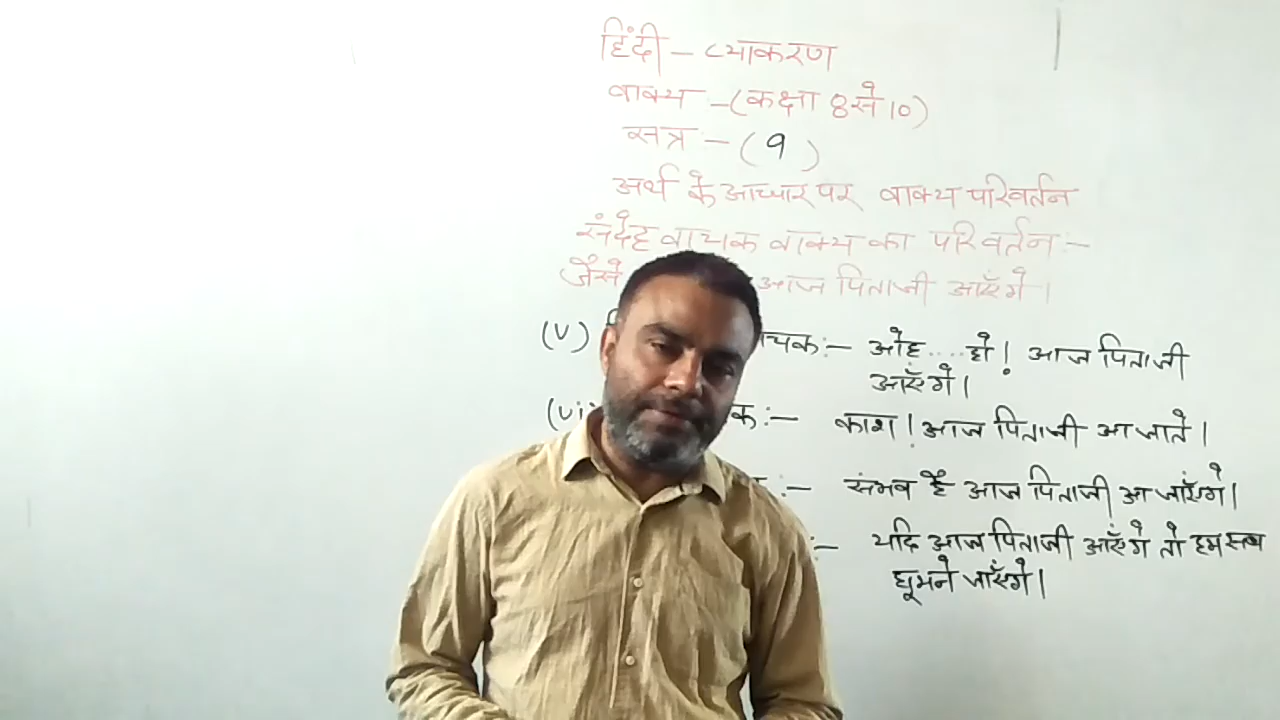 हिंदी – व्याकरण
वाक्य – (कक्षा 8 से 10)
सत्र :– (9)
अर्थ के आधार पर वाक्य परिवर्तन
संदेह वाचक वाक्य का परिवर्तन :–
जैसे आज पिताजी आएँगे।
(v) ाचक :– ओह....हो! आज पिताजी
आएँगे।
(vi क :– काश! आज पिताजी आ जाते।
:– संभव है आज पिताजी आ जाएंगे।
:– यदि आज पिताजी आएँगे तो हम सब
घूमने जाएँगे।